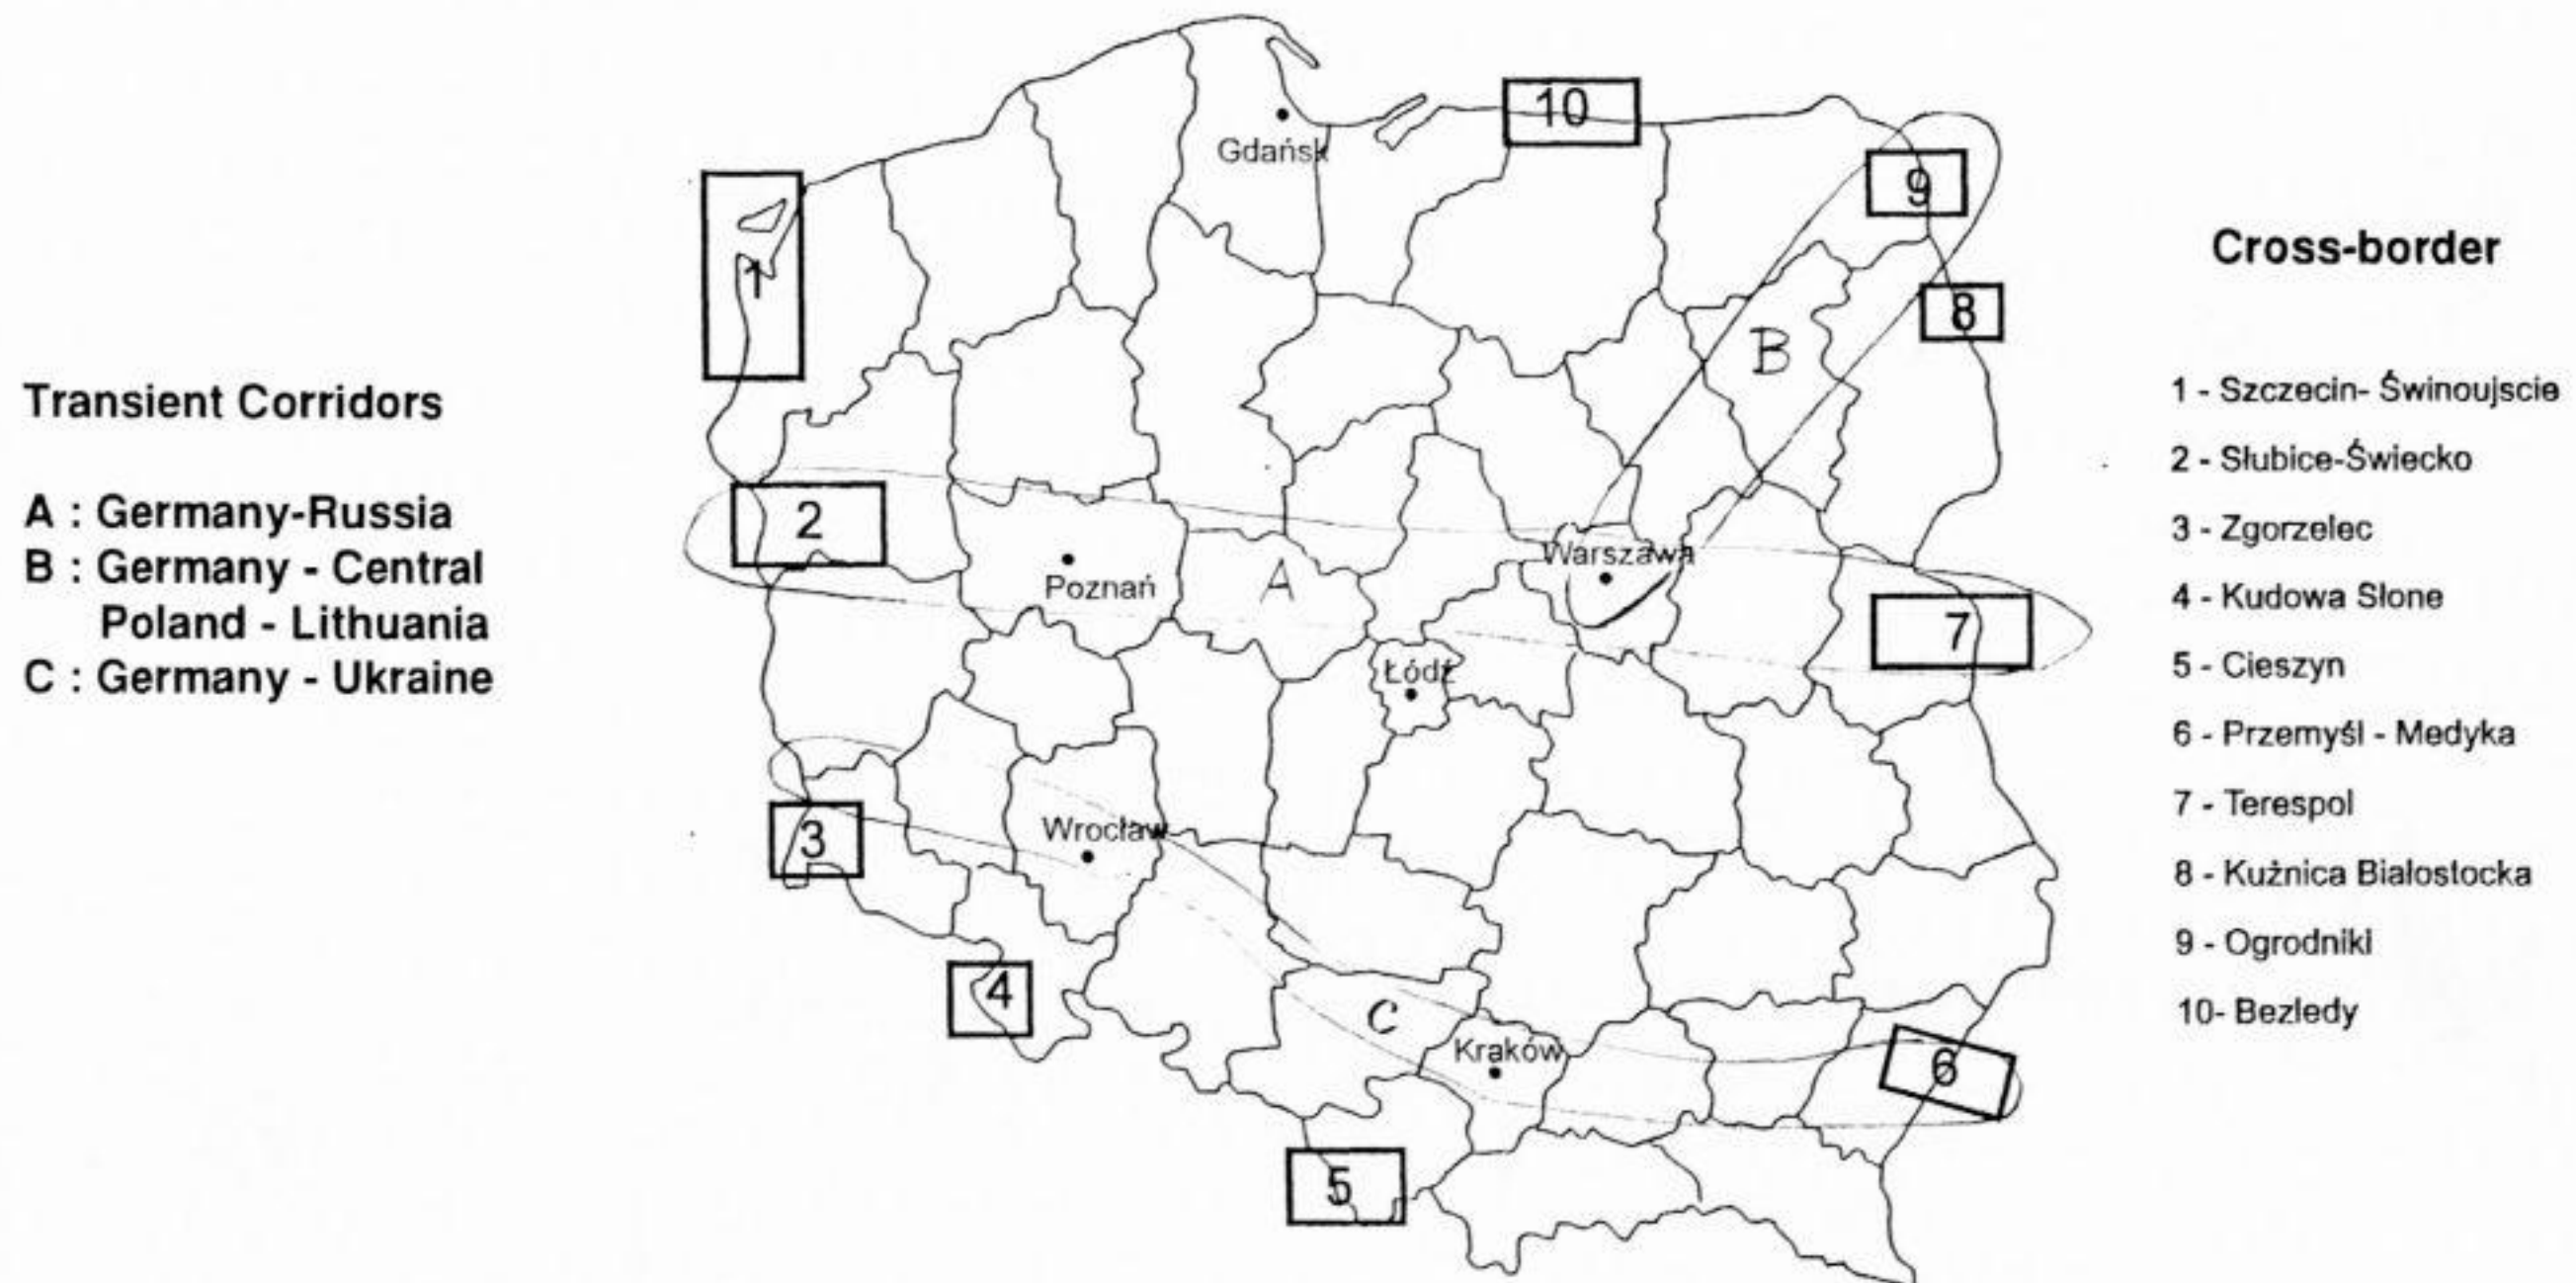 Transient Corridors
A : Germany-Russia
B : Germany - Central
Poland - Lithuania
C : Germany - Ukraine
10
Gdańsk
9
1
8
B
2
Warszawa
Poznań
A
7
Łódź
Wrocław
3
4
C
Kraków
6
5
Cross-border
1 - Szczecin- Świnoujscie
2 - Słubice-Świecko
3 - Zgorzelec
4 - Kudowa Słone
5 - Cieszyn
6 - Przemyśl - Medyka
7 - Terespol
8 - Kużnica Białostocka
9 - Ogrodniki
10- Bezledy